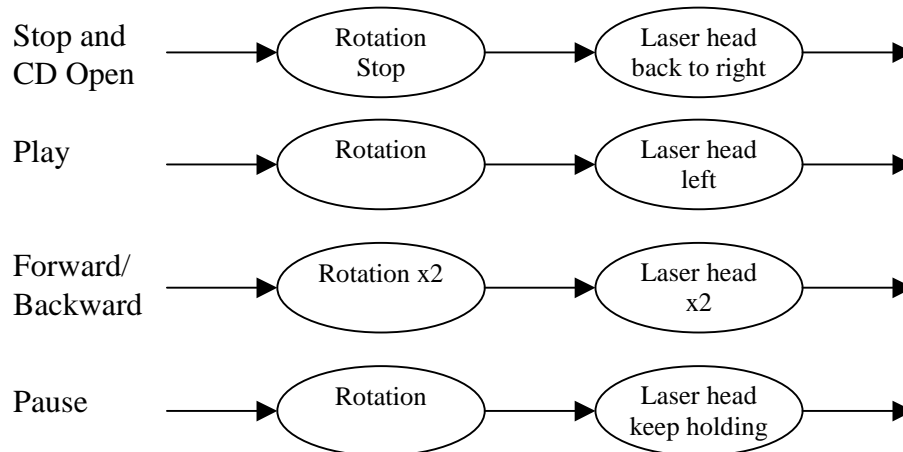 Stop and
CD Open
Rotation
Stop
Laser head
back to right
Play
Rotation
Laser head
left
Forward/
Backward
Rotation x2
Laser head
x2
Pause
Rotation
Laser head
keep holding